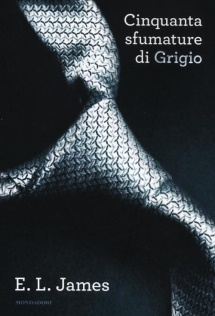 Cinquanta
sfumature
di Grigio
E. L. James
MONDADORI